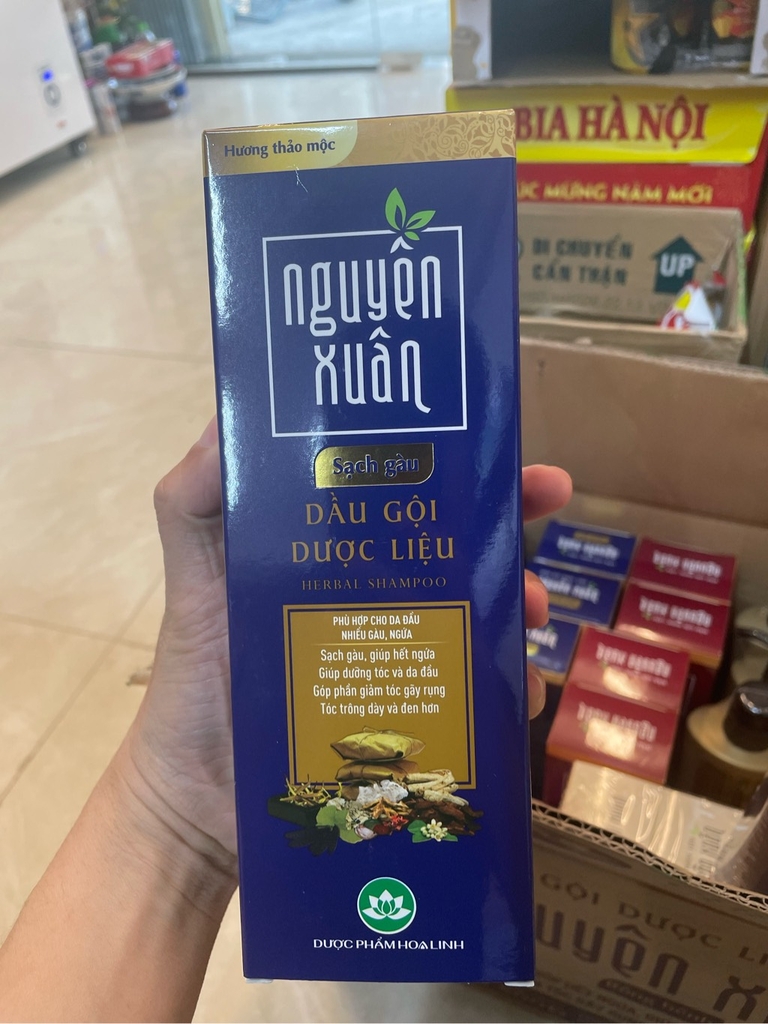 Hương thảo mộc
nguyên
xuân
Sạch gàu
DẦU GỘI
DƯỢC LIỆU
HERBAL SHAMPOO
PHÙ HỢP CHO DA ĐẦU
NHIỀU GÀU, NGỨA
Sạch gàu, giúp hết ngứa
Giúp dưỡng tóc và da đầu
Góp phần giảm tóc gãy rụng
Tóc trông dày và đen hơn
DƯỢC PHẨM HOA LINH
BIA HÀ NỘI
ÚC MỪNG NĂM MỚI
DI CHUYỂN
CẨN THẬN
UP
GỘI DƯỢC LI
uyên x